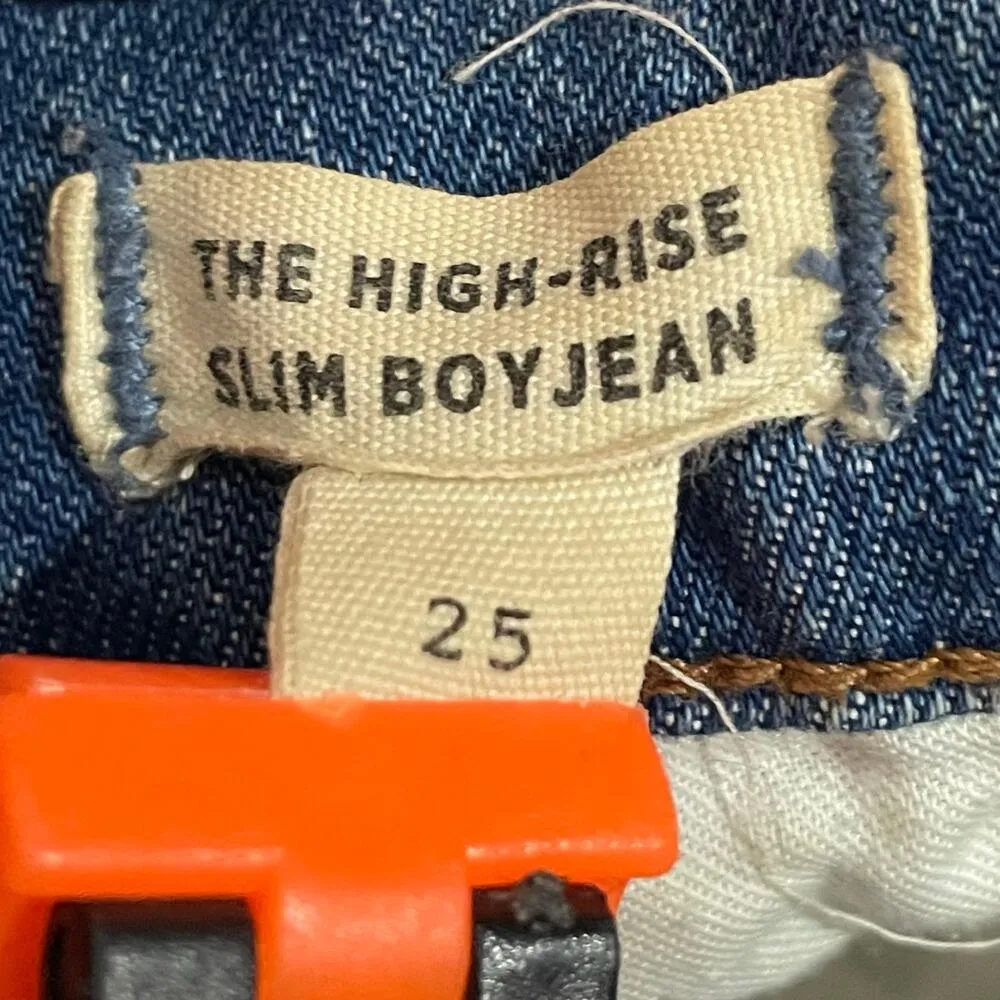 THE HIGH-RISE
SLIM BOYJEAN
25